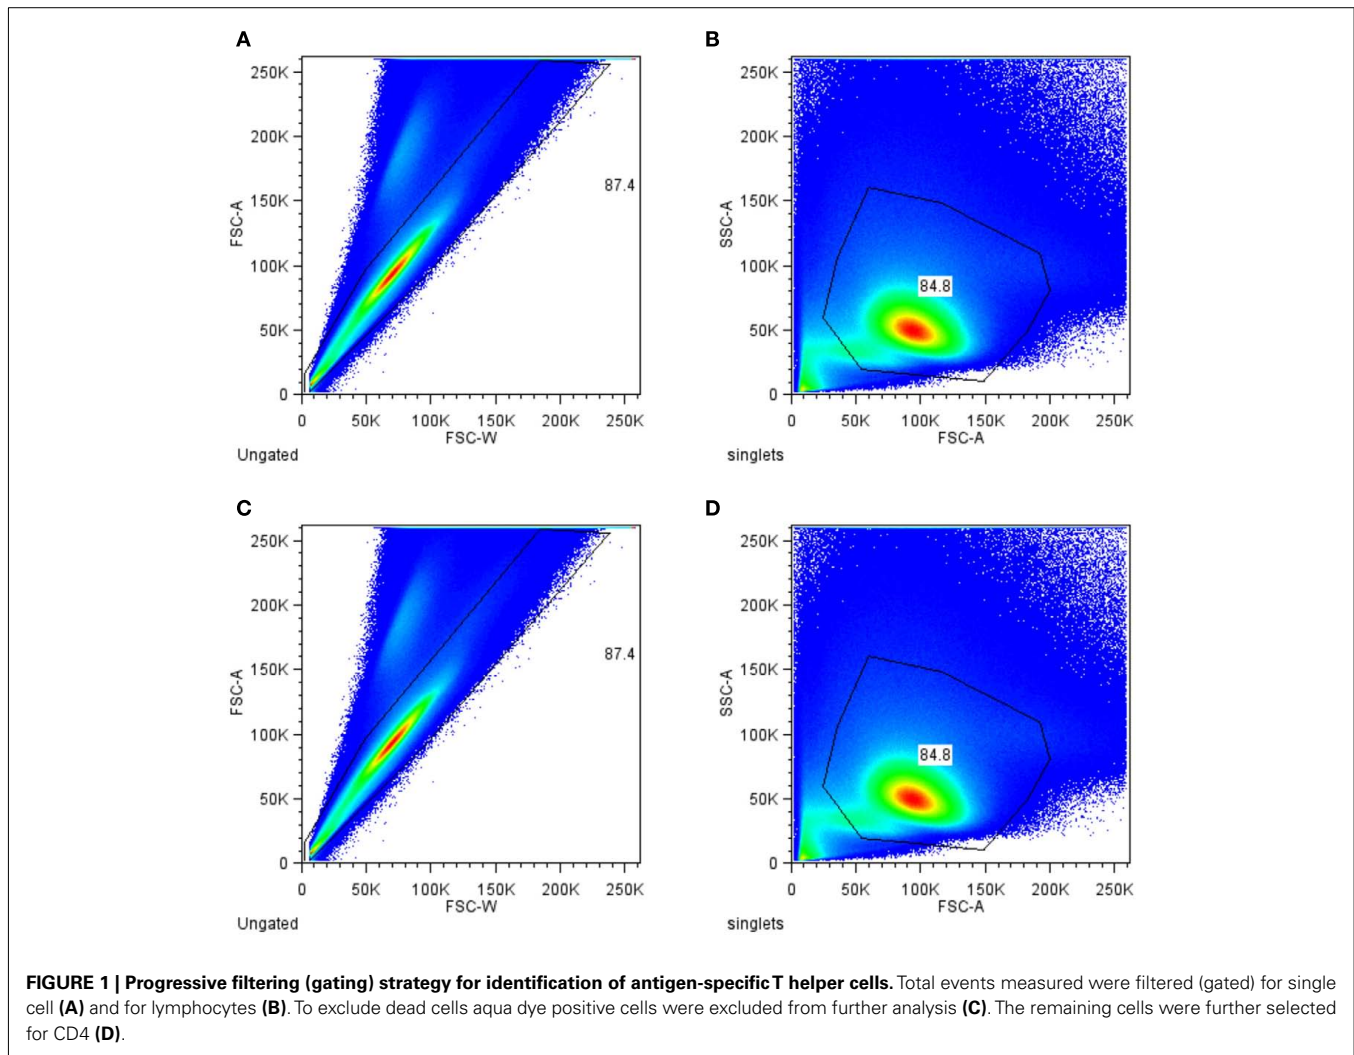 A
B
250K
200K
150K
100K
50K
0
FSC-A
87.4
0 50K 100K 150K 200K 250K
FSC-W
Ungated
250K
200K
150K
100K
50K
0
SSC-A
84.8
0 50K 100K 150K 200K 250K
FSC-A
singlets
C
D
250K
200K
150K
100K
50K
0
FSC-A
87.4
0 50K 100K 150K 200K 250K
FSC-W
Ungated
250K
200K
150K
100K
50K
0
SSC-A
84.8
0 50K 100K 150K 200K 250K
FSC-A
singlets
FIGURE 1 | Progressive filtering (gating) strategy for identification of antigen-specific T helper cells. Total events measured were filtered (gated) for single
cell (A) and for lymphocytes (B). To exclude dead cells aqua dye positive cells were excluded from further analysis (C). The remaining cells were further selected
for CD4 (D).